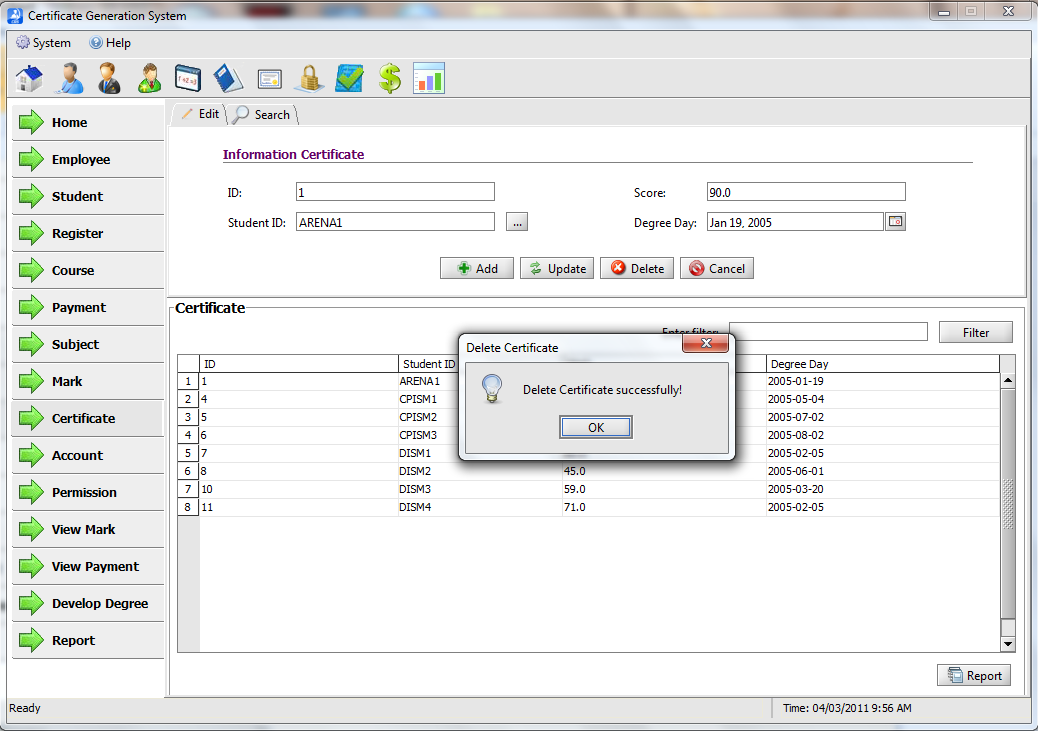 Certificate Generation System
System Help
Edit Search
Home
Employee
Student
Register
Course
Payment
Subject
Mark
Certificate
Account
Permission
View Mark
View Payment
Develop Degree
Report
Information Certificate
ID: 1 Score: 90.0
Student ID: ARENA1 ... Degree Day: Jan 19, 2005
Add Update Delete Cancel
Certificate
Enter filter: Filter
ID Student ID Degree Day
1 1 ARENA1 2005-01-19
2 4 CPISM1 2005-05-04
3 5 CPISM2 2005-07-02
4 6 CPISM3 2005-08-02
5 7 DISM1 2005-02-05
6 8 DISM2 45.0 2005-06-01
7 10 DISM3 59.0 2005-03-20
8 11 DISM4 71.0 2005-02-05
Delete Certificate
Delete Certificate successfully!
OK
Report
Ready Time: 04/03/2011 9:56 AM